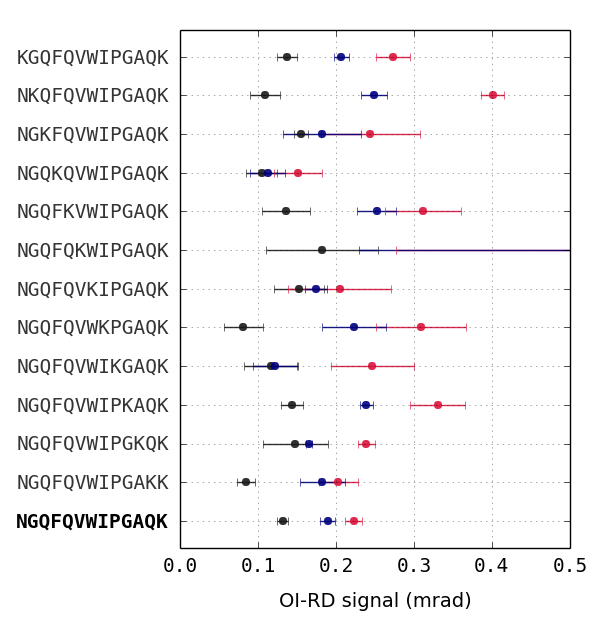 KGQFQVWIPGAQK
NKQFQVWIPGAQK
NGKFQVWIPGAQK
NGQKQVWIPGAQK
NGQFKVWIPGAQK
NGQFQKWIPGAQK
NGQFQVKIPGAQK
NGQFQVWKPGAQK
NGQFQVWIKGAQK
NGQFQVWIPKAQK
NGQFQVWIPGKQK
NGQFQVWIPGAKK
NGQFQVWIPGAQK
0.0 0.1 0.2 0.3 0.4 0.5
OI-RD signal (mrad)